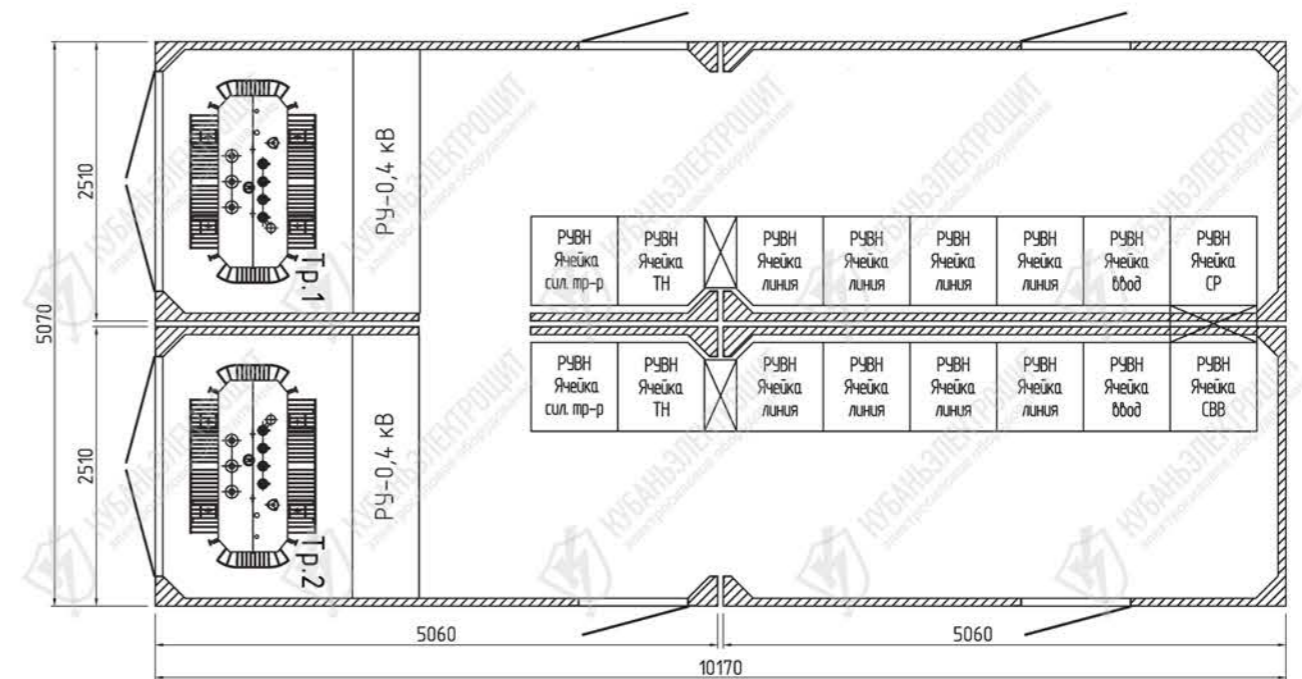 РУ-0,4 кВ
Тр.1
2510
5070
РУВН
Ячейка
сил. тр-р
РУВН
Ячейка
ТН
РУВН
Ячейка
линия
РУВН
Ячейка
линия
РУВН
Ячейка
линия
РУВН
Ячейка
линия
РУВН
Ячейка
ввод
РУВН
Ячейка
СР
РУВН
Ячейка
сил. тр-р
РУВН
Ячейка
ТН
РУВН
Ячейка
линия
РУВН
Ячейка
линия
РУВН
Ячейка
линия
РУВН
Ячейка
линия
РУВН
Ячейка
ввод
РУВН
Ячейка
СВВ
РУ-0,4 кВ
Тр.2
2510
5060
5060
10170
КУБАНЬЭЛЕКТРОЩИТ
электросиловое оборудование